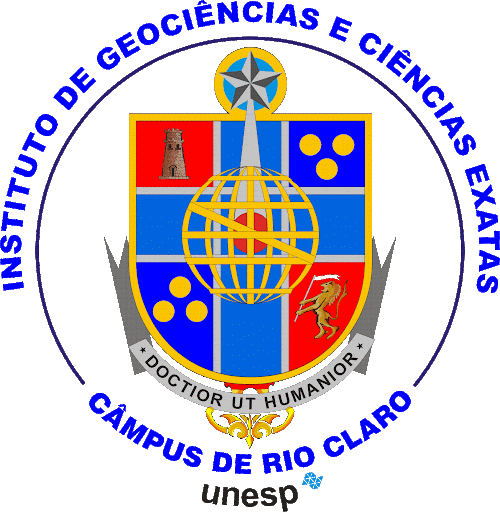 INSTITUTO DE GEOCIÊNCIAS E CIÊNCIAS EXATAS
* DOCTIOR UT HUMANIOR *
CÂMPUS DE RIO CLARO
unesp